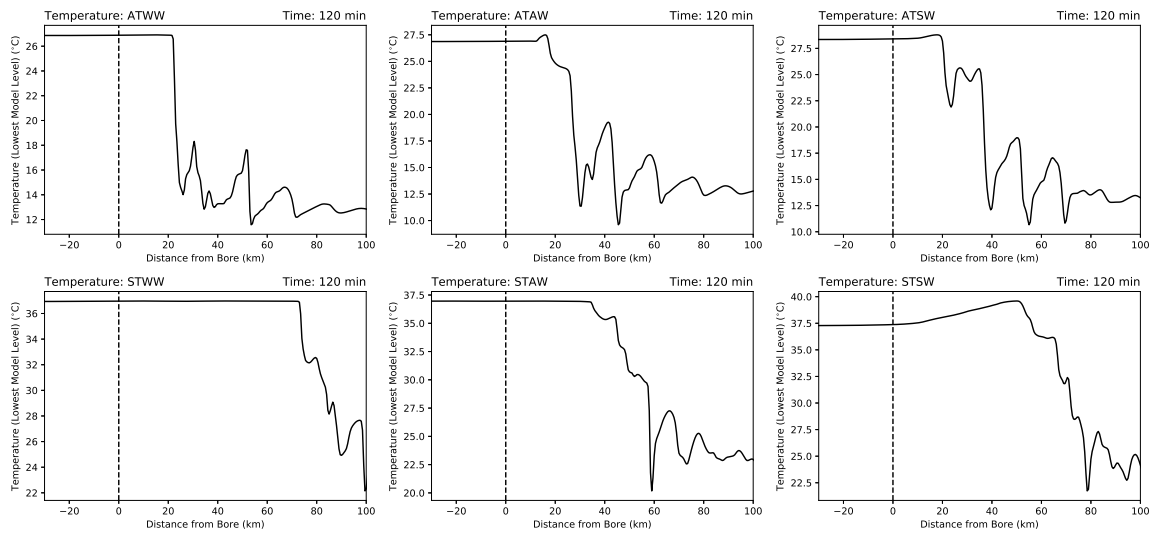 Temperature: ATWW Time: 120 min
Temperature (Lowest Model Level) (°C)
26
24
22
20
18
16
14
12
−20 0 20 40 60 80 100
Distance from Bore (km)
Temperature: ATAW Time: 120 min
Temperature (Lowest Model Level) (°C)
27.5
25.0
22.5
20.0
17.5
15.0
12.5
10.0
−20 0 20 40 60 80 100
Distance from Bore (km)
Temperature: ATSW Time: 120 min
Temperature (Lowest Model Level) (°C)
27.5
25.0
22.5
20.0
17.5
15.0
12.5
10.0
−20 0 20 40 60 80 100
Distance from Bore (km)
Temperature: STWW Time: 120 min
Temperature (Lowest Model Level) (°C)
36
34
32
30
28
26
24
22
−20 0 20 40 60 80 100
Distance from Bore (km)
Temperature: STAW Time: 120 min
Temperature (Lowest Model Level) (°C)
37.5
35.0
32.5
30.0
27.5
25.0
22.5
20.0
−20 0 20 40 60 80 100
Distance from Bore (km)
Temperature: STSW Time: 120 min
Temperature (Lowest Model Level) (°C)
40.0
37.5
35.0
32.5
30.0
27.5
25.0
22.5
−20 0 20 40 60 80 100
Distance from Bore (km)